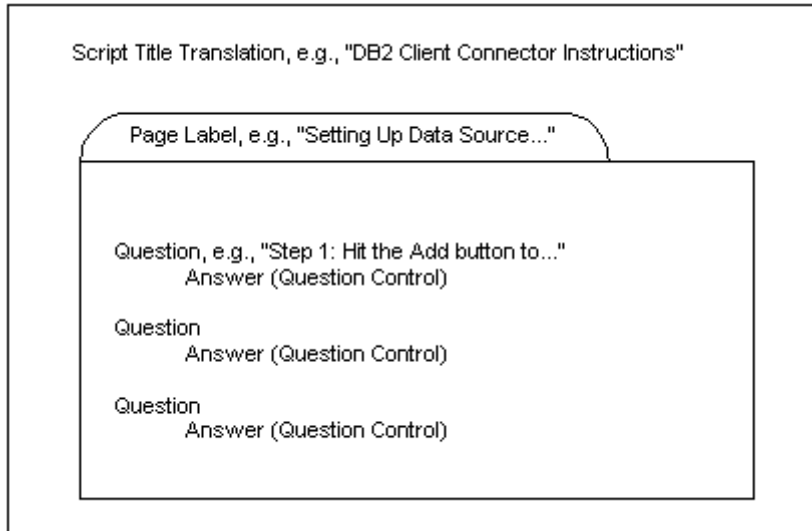 Script Title Translation, e.g., "DB2 Client Connector Instructions"
Page Label, e.g., "Setting Up Data Source..."
Question, e.g., "Step 1: Hit the Add button to..."
Answer (Question Control)
Question
Answer (Question Control)
Question
Answer (Question Control)